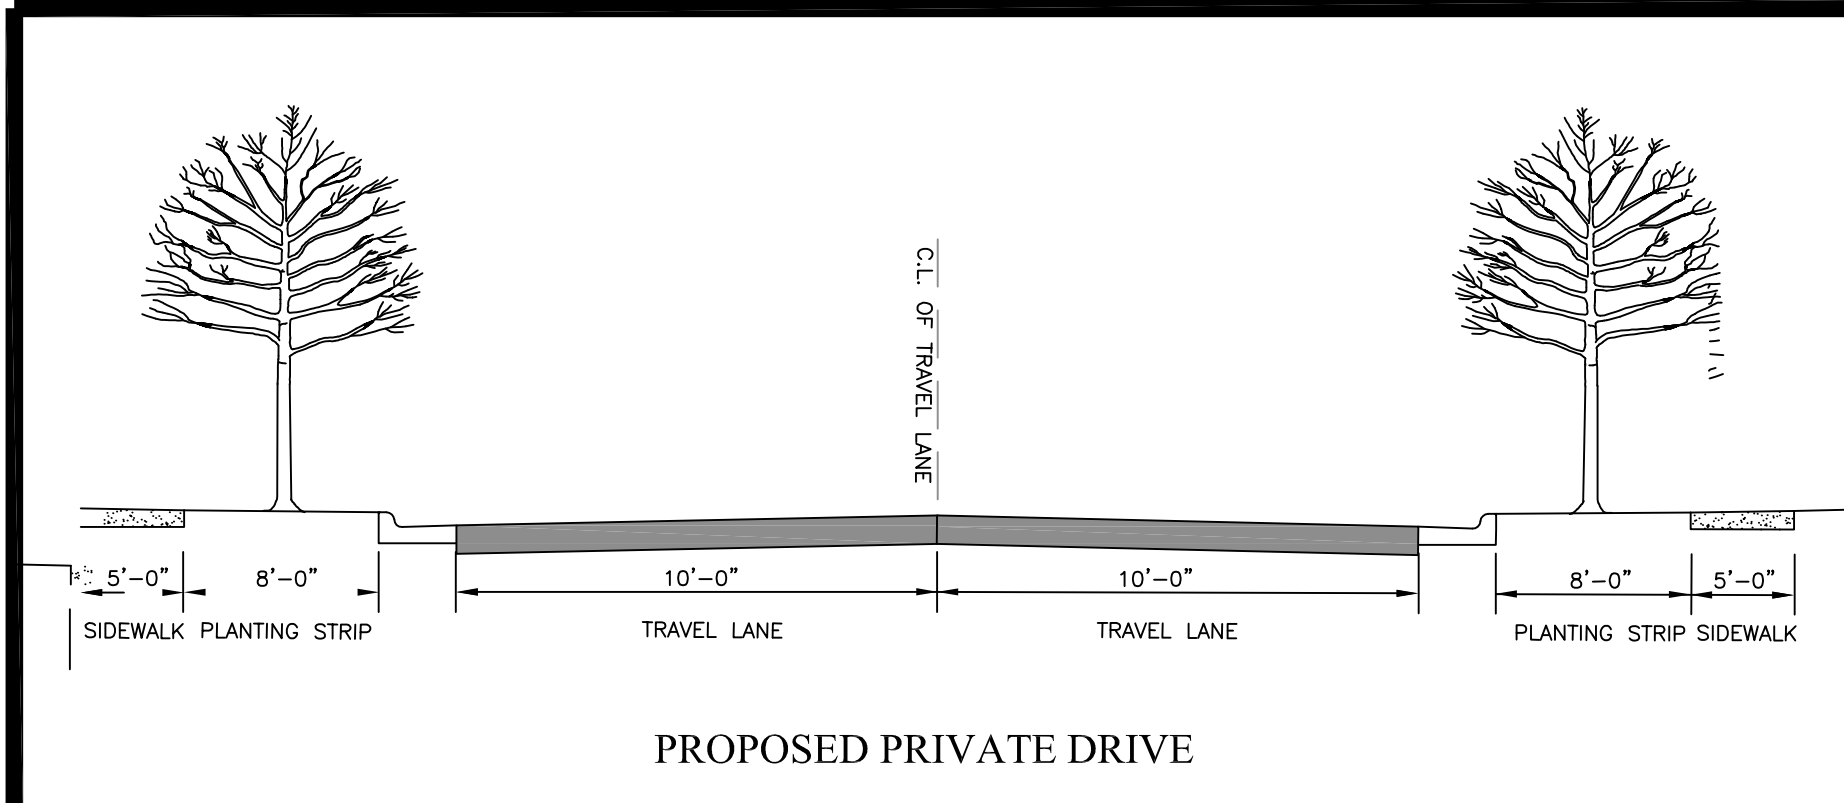 C.L. OF TRAVEL LANE
5'-0" 8'-0" 10'-0" 10'-0" 8'-0" 5'-0"
SIDEWALK PLANTING STRIP TRAVEL LANE TRAVEL LANE PLANTING STRIP SIDEWALK
PROPOSED PRIVATE DRIVE